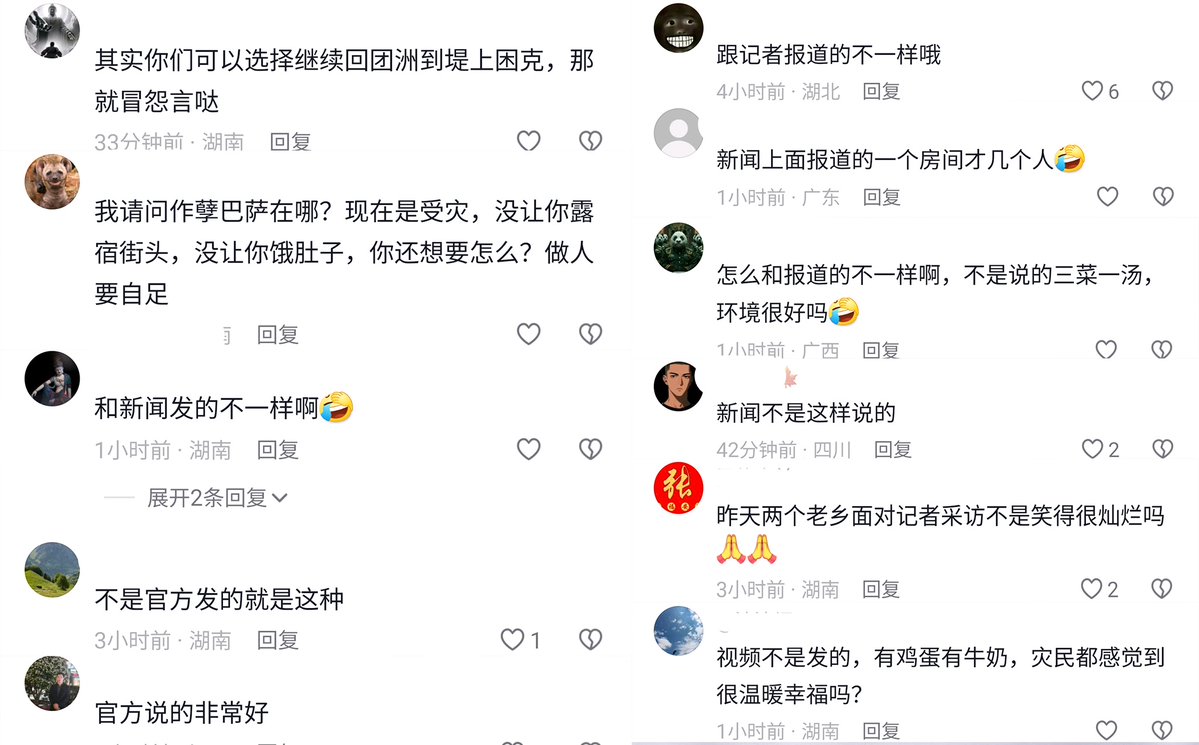 其实你们可以选择继续回团洲到堤上困克，那
就冒怨言哒
33分钟前 · 湖南 回复
我请问作孽巴萨在哪？现在是受灾，没让你露
宿街头，没让你饿肚子，你还想要怎么？做人
要自足
回复
和新闻发的不一样啊🤣
1小时前 · 湖南 回复
展开2条回复
不是官方发的就是这种
3小时前 · 湖南 回复 1
官方说的非常好
跟记者报道的不一样哦
4小时前 · 湖北 回复 6
新闻上面报道的一个房间才几个人🤣
1小时前 · 广东 回复
怎么和报道的不一样啊，不是说的三菜一汤，
环境很好吗🤣
1小时前 · 广西 回复
新闻不是这样说的
42分钟前 · 四川 回复 2
张
昨天两个老乡面对记者采访不是笑得很灿烂吗
🙏🙏
3小时前 · 湖南 回复 2
视频不是发的，有鸡蛋有牛奶，灾民都感觉到
很温暖幸福吗？
1小时前 · 湖南 回复